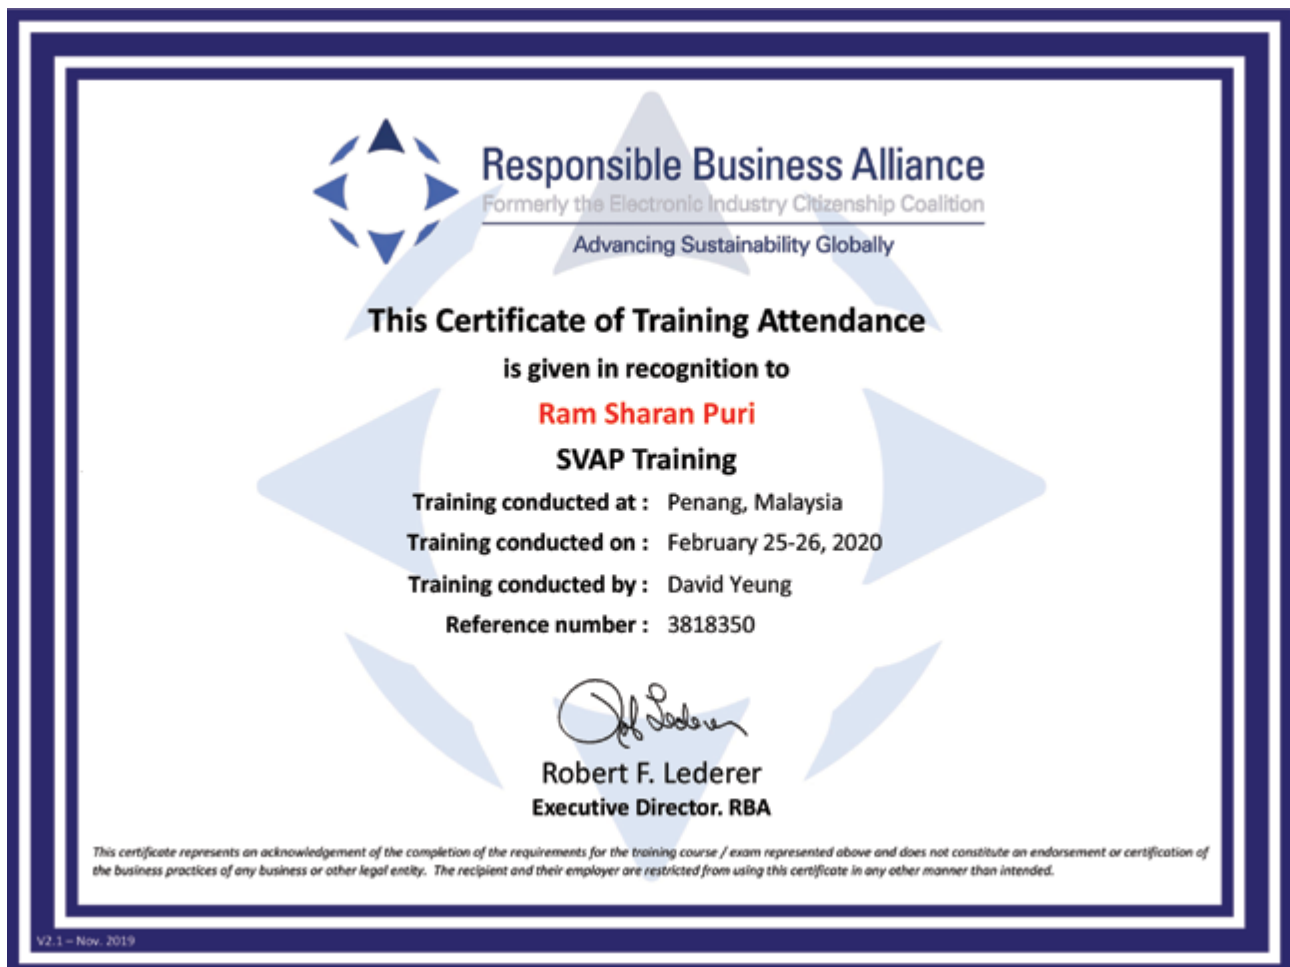 Responsible Business Alliance
Formerly the Electronic Industry Citizenship Coalition
Advancing Sustainability Globally
This Certificate of Training Attendance
is given in recognition to
Ram Sharan Puri
SVAP Training
Training conducted at : Penang, Malaysia
Training conducted on : February 25-26, 2020
Training conducted by : David Yeung
Reference number : 3818350
Rob Lederer
Robert F. Lederer
Executive Director. RBA
This certificate represents an acknowledgement of the completion of the requirements for the training course / exam represented above and does not constitute an endorsement or certification of
the business practices of any business or other legal entity. The recipient and their employer are restricted from using this certificate in any other manner than intended.
V2.1 – Nov. 2019